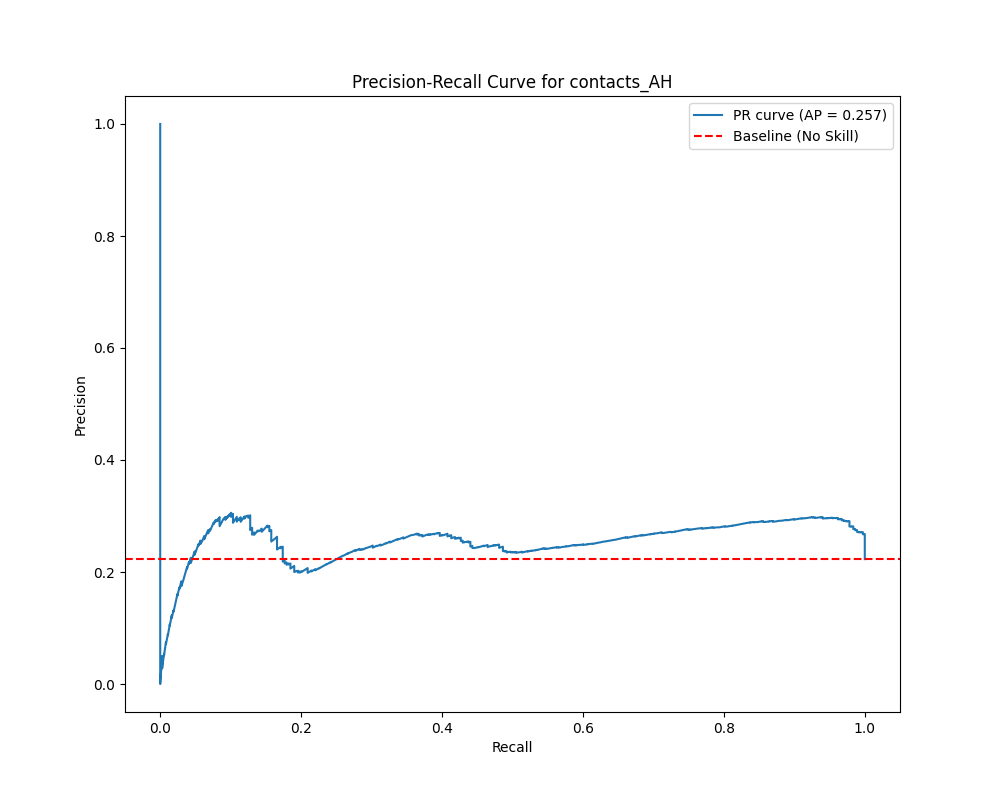 Precision-Recall Curve for contacts_AH
PR curve (AP = 0.257)
Baseline (No Skill)
1.0
0.8
0.6
0.4
0.2
0.0
Precision
0.0 0.2 0.4 0.6 0.8 1.0
Recall